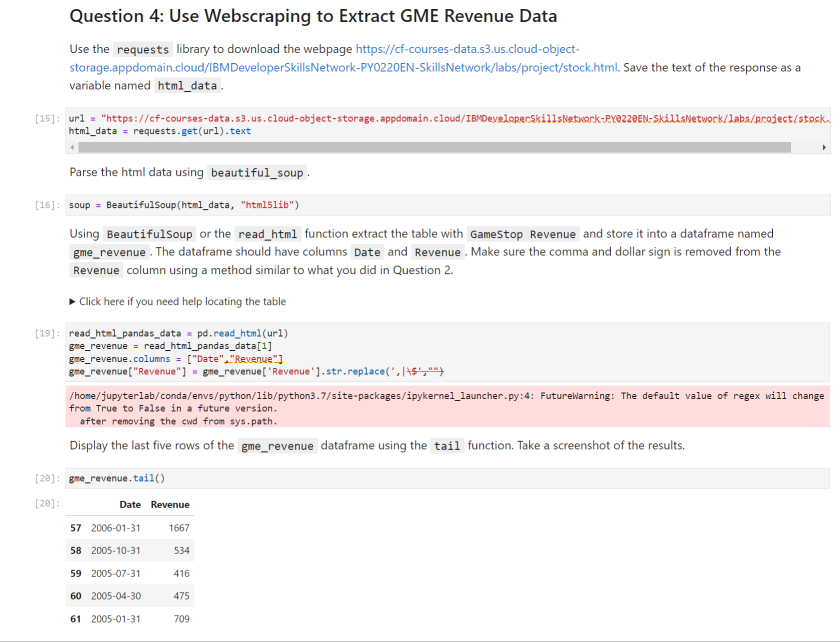 Question 4: Use Webscraping to Extract GME Revenue Data
Use the requests library to download the webpage https://cf-courses-data.s3.us.cloud-object-
storage.appdomain.cloud/IBMDeveloperSkillsNetwork-PY0220EN-SkillsNetwork/labs/project/stock.html. Save the text of the response as a
variable named html_data.
[15]: url = "https://cf-courses-data.s3.us.cloud-object-storage.appdomain.cloud/IBMDeveloperSkillsNetwork-PY0220EN-SkillsNetwork/labs/project/stock.
html_data = requests.get(url).text
Parse the html data using beautiful_soup.
[16]: soup = BeautifulSoup(html_data, "html5lib")
Using BeautifulSoup or the read_html function extract the table with GameStop Revenue and store it into a dataframe named
gme_revenue. The dataframe should have columns Date and Revenue. Make sure the comma and dollar sign is removed from the
Revenue column using a method similar to what you did in Question 2.
▶ Click here if you need help locating the table
[19]: read_html_pandas_data = pd.read_html(url)
gme_revenue = read_html_pandas_data[1]
gme_revenue.columns = ["Date","Revenue"]
gme_revenue["Revenue"] = gme_revenue['Revenue'].str.replace(',|\$',"")
/home/jupyterlab/conda/envs/python/lib/python3.7/site-packages/ipykernel_launcher.py:4: FutureWarning: The default value of regex will change
from True to False in a future version.
after removing the cwd from sys.path.
Display the last five rows of the gme_revenue dataframe using the tail function. Take a screenshot of the results.
[20]: gme_revenue.tail()
[20]: Date Revenue
57 2006-01-31 1667
58 2005-10-31 534
59 2005-07-31 416
60 2005-04-30 475
61 2005-01-31 709